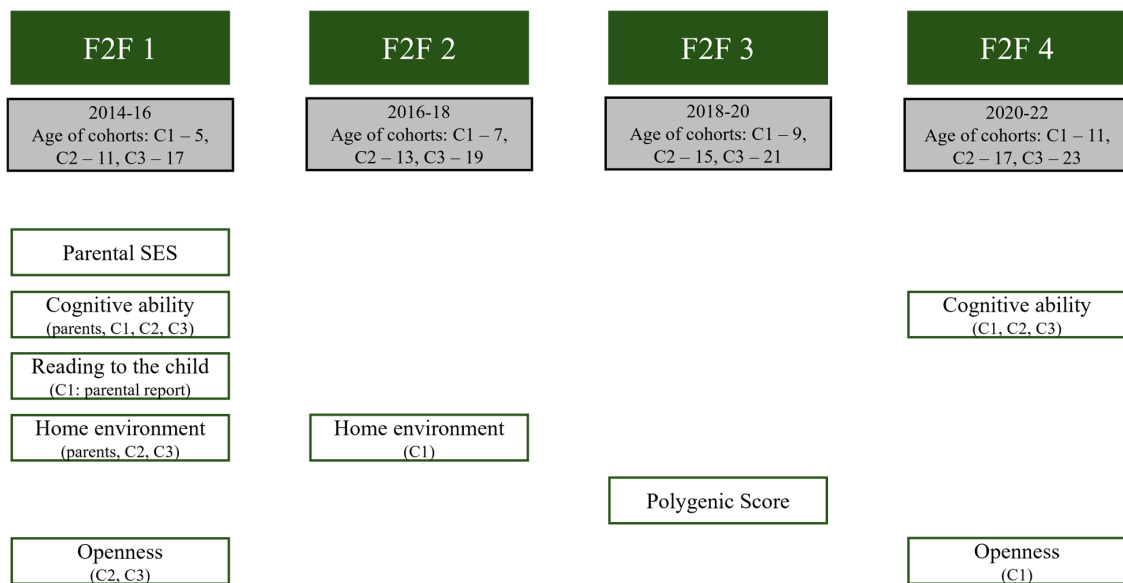 F2F 1
2014-16
Age of cohorts: C1 – 5,
C2 – 11, C3 – 17
F2F 2
2016-18
Age of cohorts: C1 – 7,
C2 – 13, C3 – 19
F2F 3
2018-20
Age of cohorts: C1 – 9,
C2 – 15, C3 – 21
F2F 4
2020-22
Age of cohorts: C1 – 11,
C2 – 17, C3 – 23
Parental SES
Cognitive ability
(parents, C1, C2, C3)
Cognitive ability
(C1, C2, C3)
Reading to the child
(C1: parental report)
Home environment
(parents, C2, C3)
Home environment
(C1)
Polygenic Score
Openness
(C2, C3)
Openness
(C1)